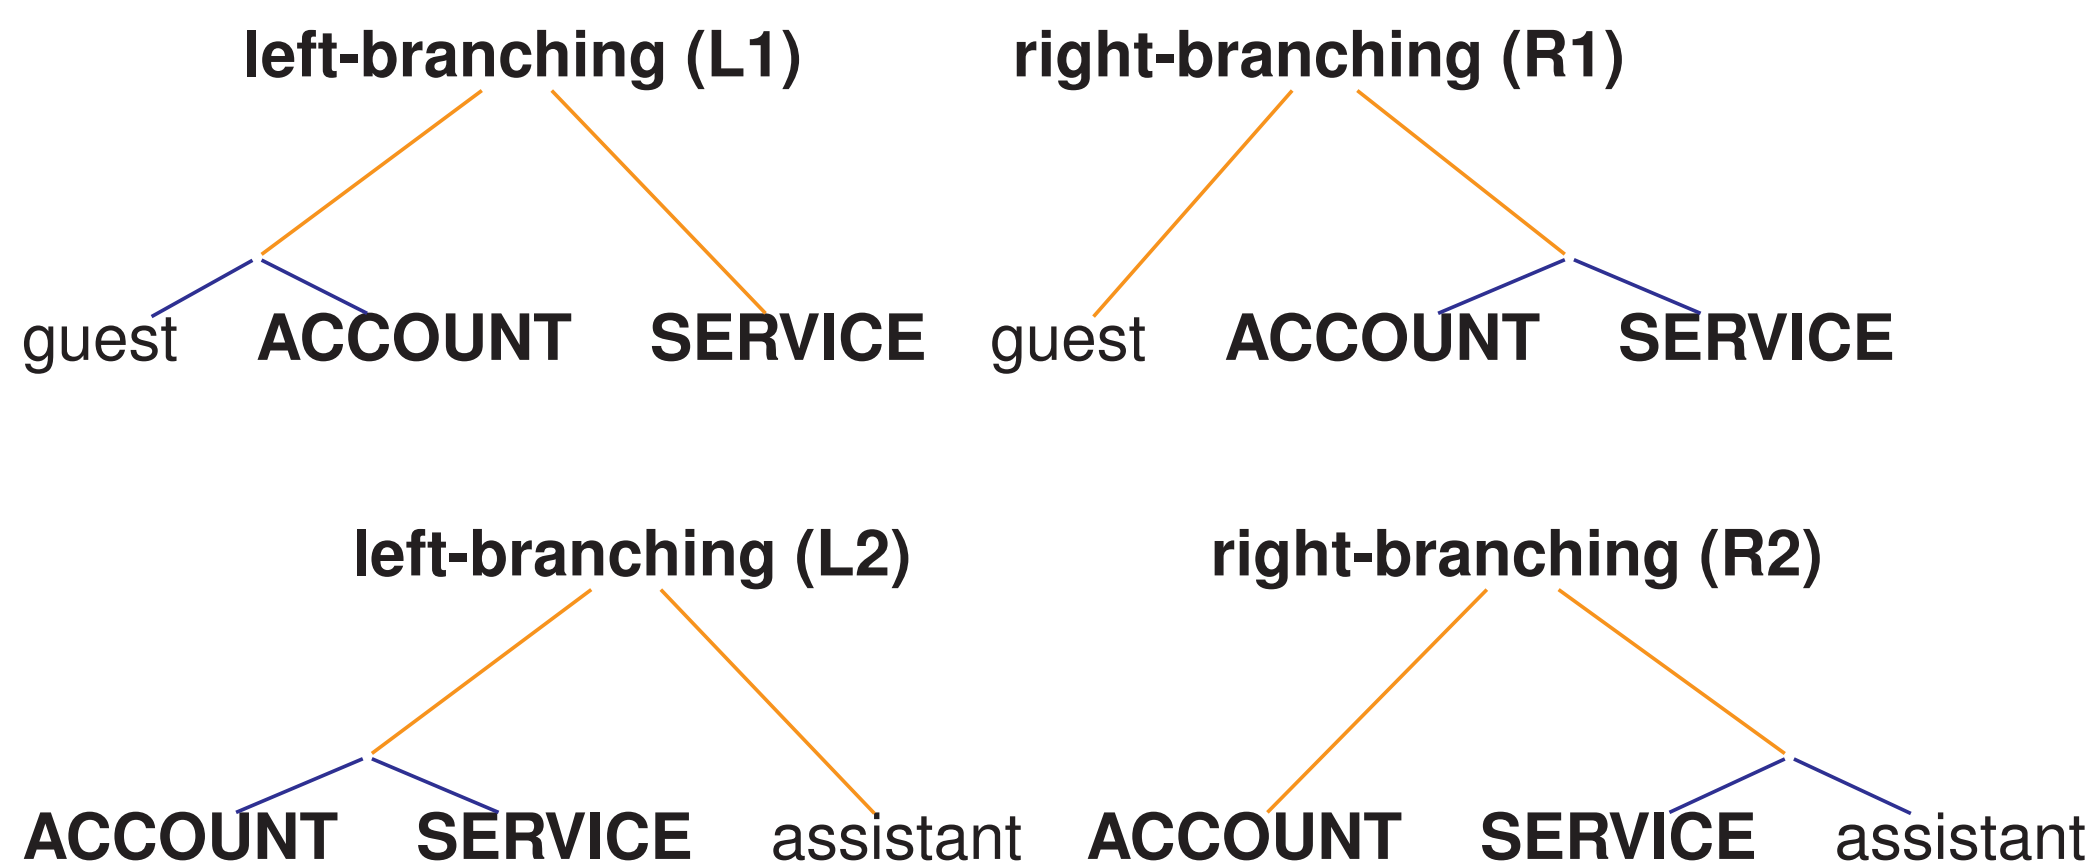 left-branching (L1) right-branching (R1)
guest ACCOUNT SERVICE guest ACCOUNT SERVICE
left-branching (L2) right-branching (R2)
ACCOUNT SERVICE assistant ACCOUNT SERVICE assistant